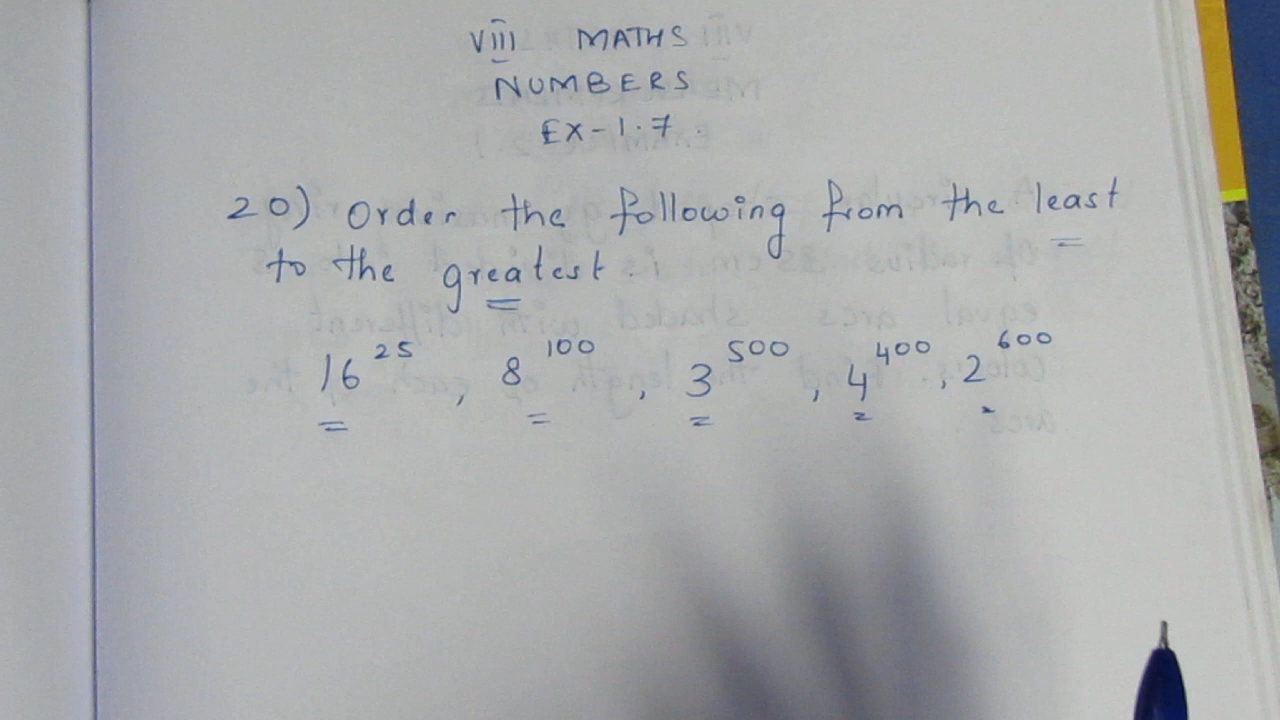 VIII MATHS
NUMBERS
EX-1.7.
20) Order the following from the least
to the greatest.
16^25, 8^100, 3^500, 4^400, 2^600